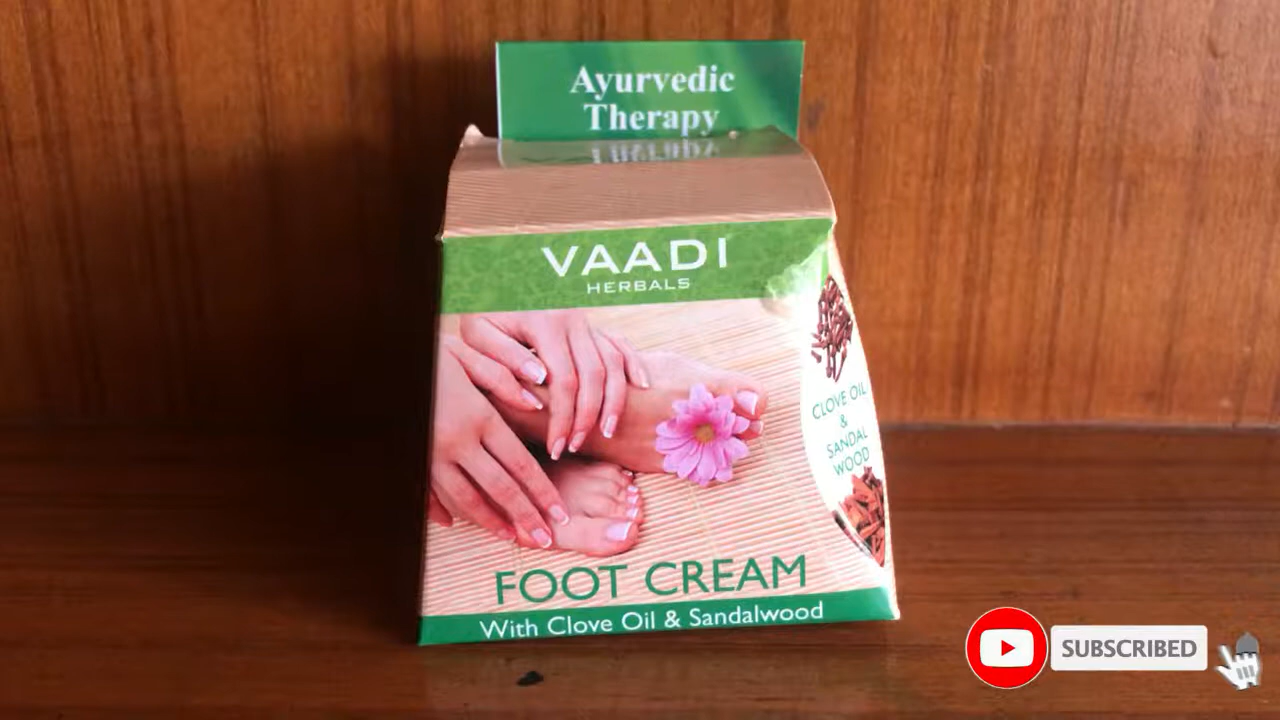 Ayurvedic
Therapy
VAADI
HERBALS
CLOVE OIL
&
SANDAL
WOOD
FOOT CREAM
With Clove Oil & Sandalwood
SUBSCRIBED